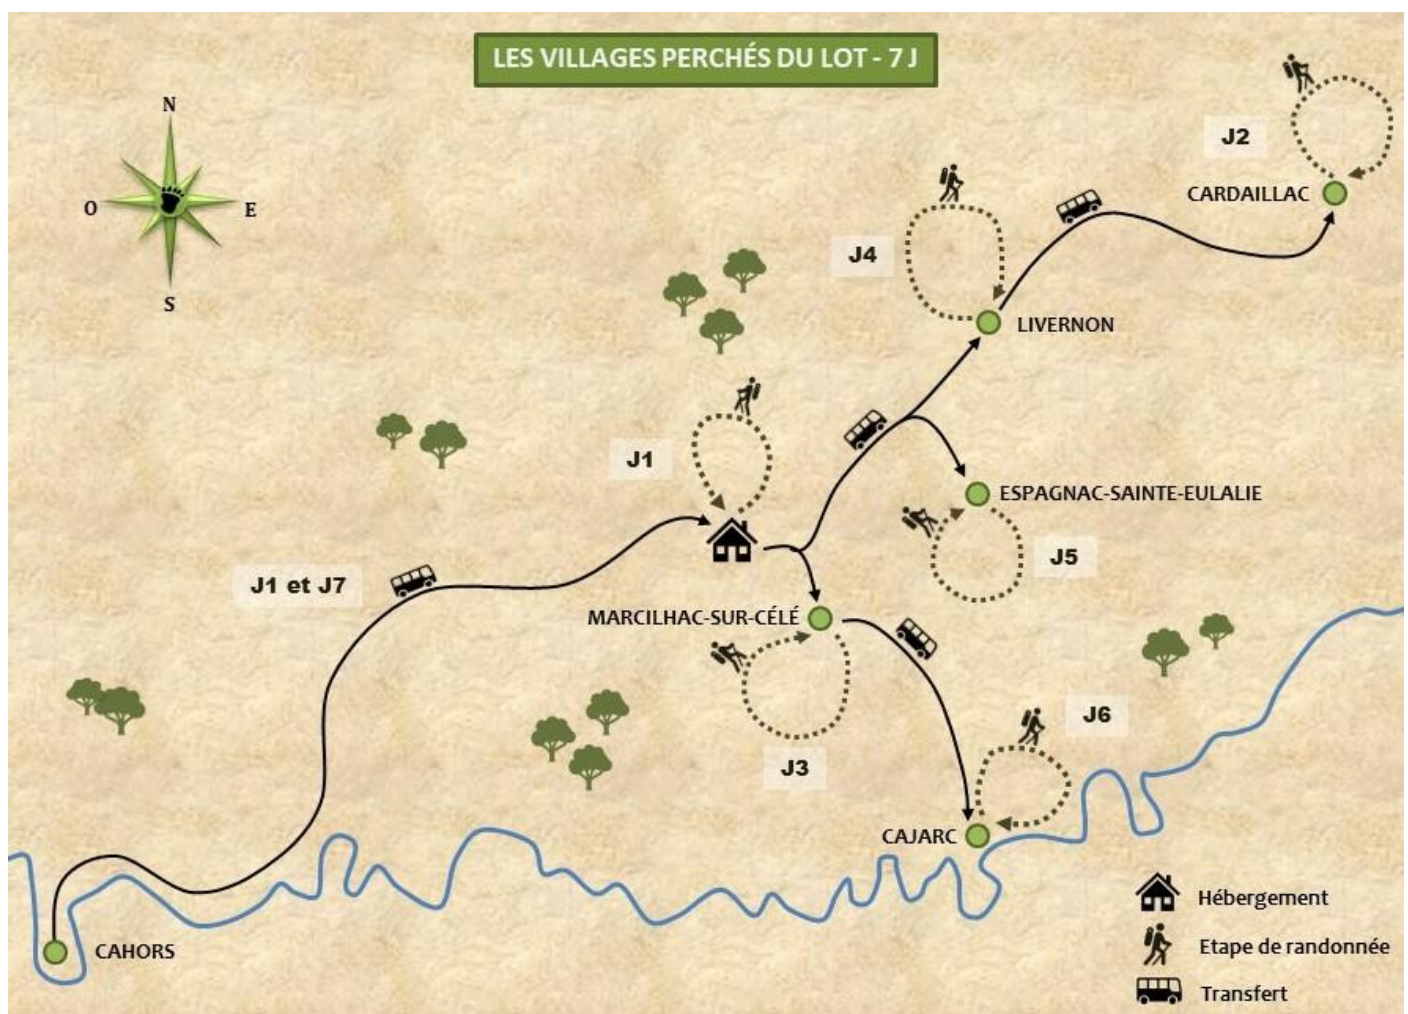 LES VILLAGES PERCHÉS DU LOT - 7 J
N
O
E
S
J2
CARDAILLAC
J4
LIVERNON
J1
ESPAGNAC-SAINTE-EULALIE
J5
J1 et J7
MARCILHAC-SUR-CÉLÉ
J3
J6
CAJARC
CAHORS
Hébergement
Etape de randonnée
Transfert